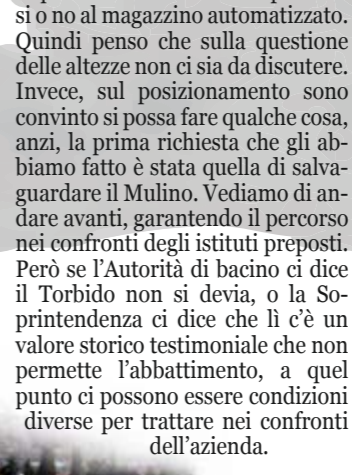 si o no al magazzino automatizzato.
Quindi penso che sulla questione
delle altezze non ci sia da discutere.
Invece, sul posizionamento sono
convinto si possa fare qualche cosa,
anzi, la prima richiesta che gli ab-
biamo fatto è stata quella di salva-
guardare il Mulino. Vediamo di an-
dare avanti, garantendo il percorso
nei confronti degli istituti preposti.
Però se l’Autorità di bacino ci dice
il Torbido non si devia, o la So-
printendenza ci dice che lì c’è un
valore storico testimoniale che non
permette l’abbattimento, a quel
punto ci possono essere condizioni
diverse per trattare nei confronti
dell’azienda.